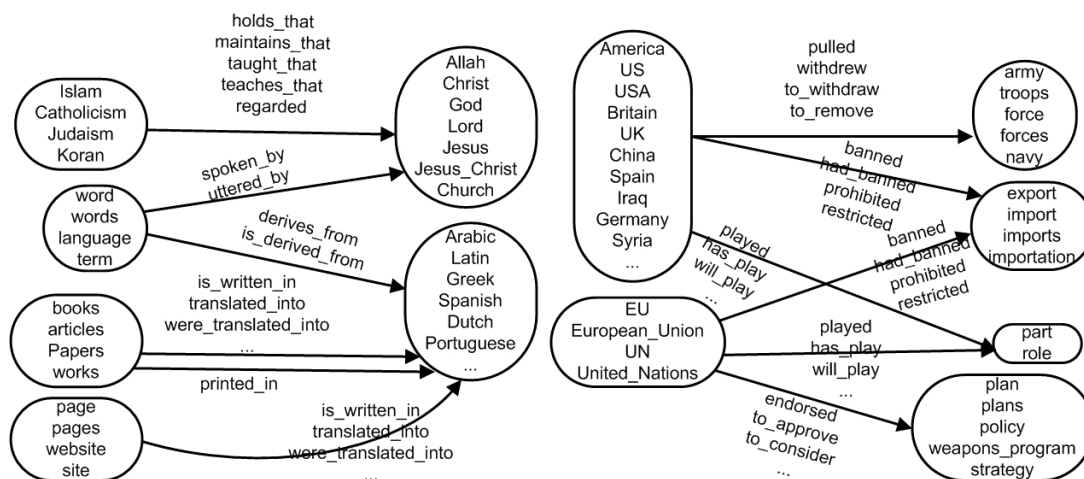 holds_that
maintains_that
taught_that
teaches_that
regarded
Islam
Catholicism
Judaism
Koran
Allah
Christ
God
Lord
Jesus
Jesus_Christ
Church
spoken_by
uttered_by
word
words
language
term
derives_from
is_derived_from
Arabic
Latin
Greek
Spanish
Dutch
Portuguese
...
is_written_in
translated_into
were_translated_into
...
books
articles
Papers
works
printed_in
page
pages
website
site
is_written_in
translated_into
were_translated_into
...
America
US
USA
Britain
UK
China
Spain
Iraq
Germany
Syria
...
pulled
withdrew
to_withdraw
to_remove
army
troops
force
forces
navy
banned
had_banned
prohibited
restricted
export
import
imports
importation
banned
had_banned
prohibited
restricted
played
has_play
will_play
...
EU
European_Union
UN
United_Nations
played
has_play
will_play
...
part
role
endorsed
to_approve
to_consider
...
plan
plans
policy
weapons_program
strategy